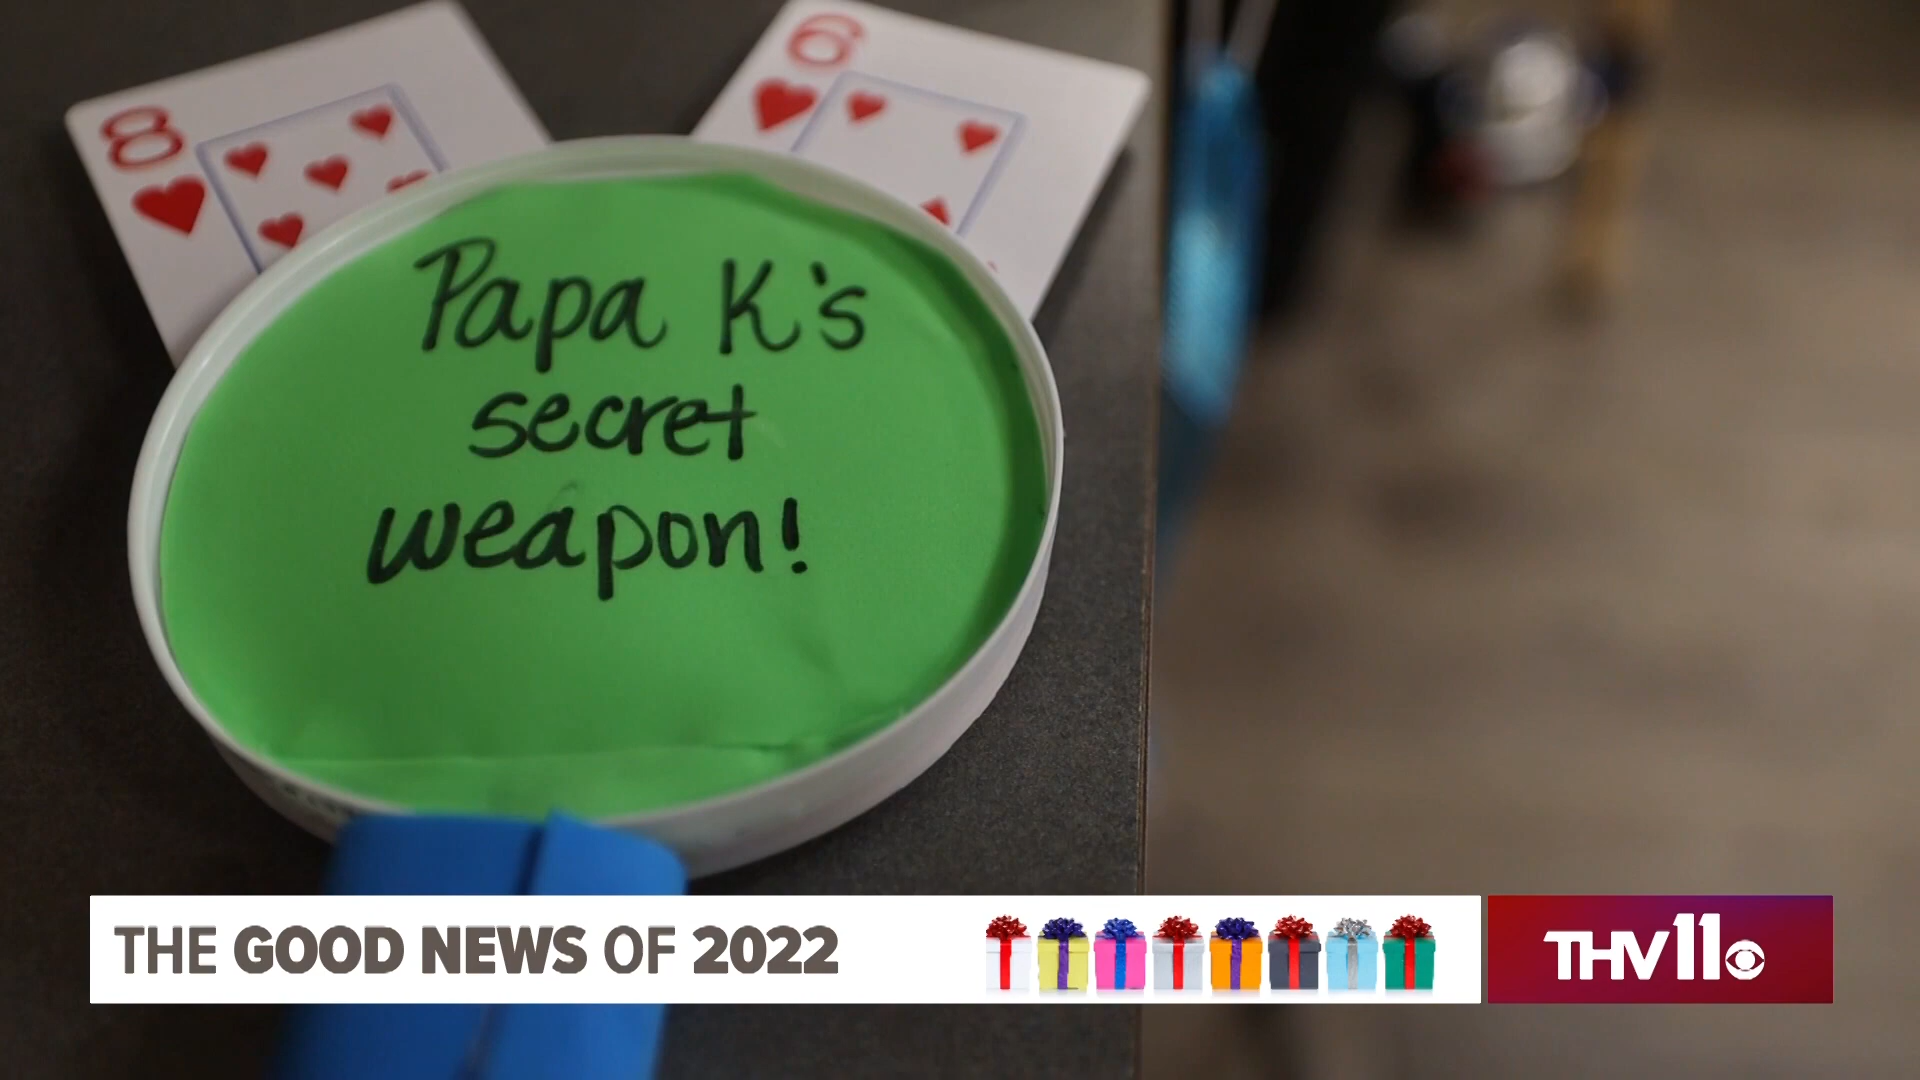 8
6
Papa K's
secret
weapon!
THE GOOD NEWS OF 2022
THV11